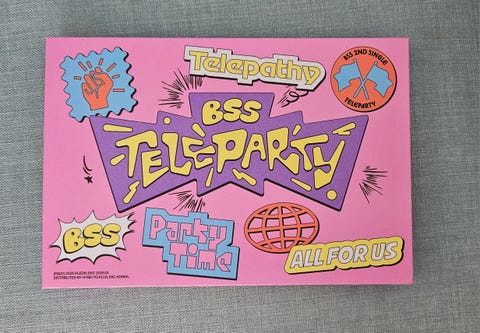 Telepathy
BSS 2ND SINGLE
TELEPARTY
BSS
TELEPARTY
BSS
Party
Time
ALL FOR US